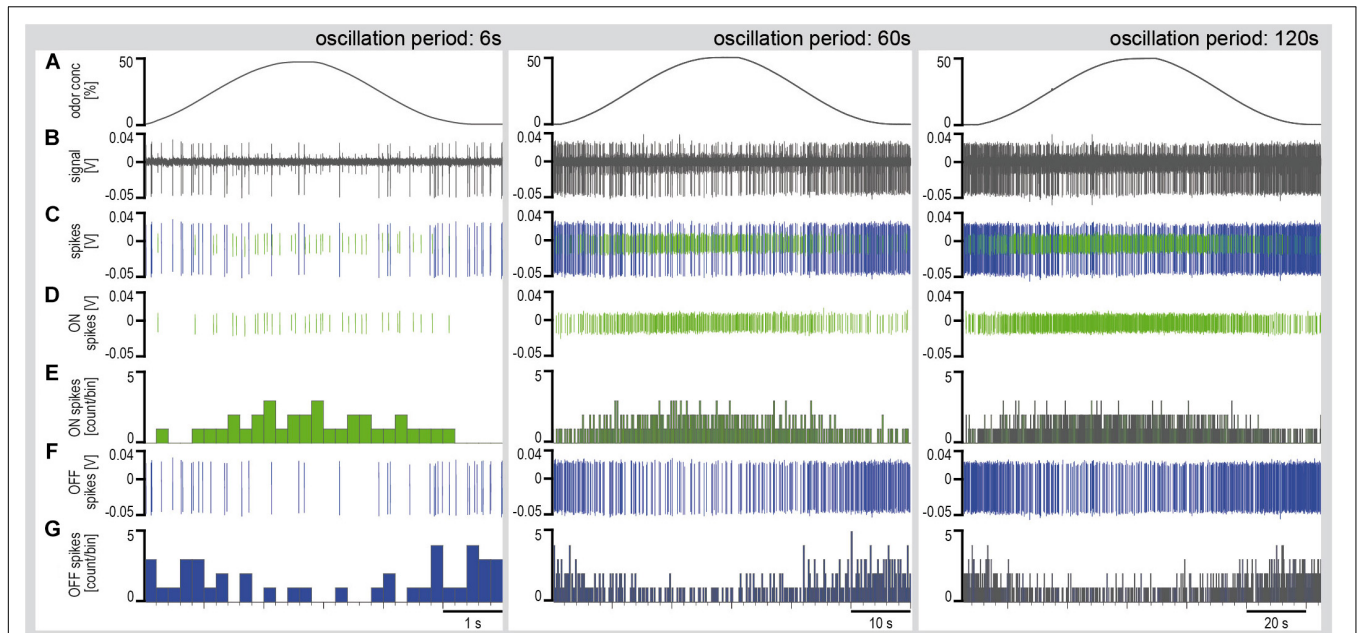 oscillation period: 6s
oscillation period: 60s
oscillation period: 120s
A
odor conc
[%]
50
0
50
0
50
0
B
signal
[V]
0.04
0
-0.05
0.04
0
-0.05
0.04
0
-0.05
C
spikes
[V]
0.04
0
-0.05
0.04
0
-0.05
0.04
0
-0.05
D
ON
spikes [V]
0.04
0
-0.05
0.04
0
-0.05
0.04
0
-0.05
E
ON spikes
[count/bin]
5
0
5
0
5
0
F
OFF
spikes [V]
0.04
0
-0.05
0.04
0
-0.05
0.04
0
-0.05
G
OFF spikes
[count/bin]
5
0
5
0
5
0
1 s
10 s
20 s